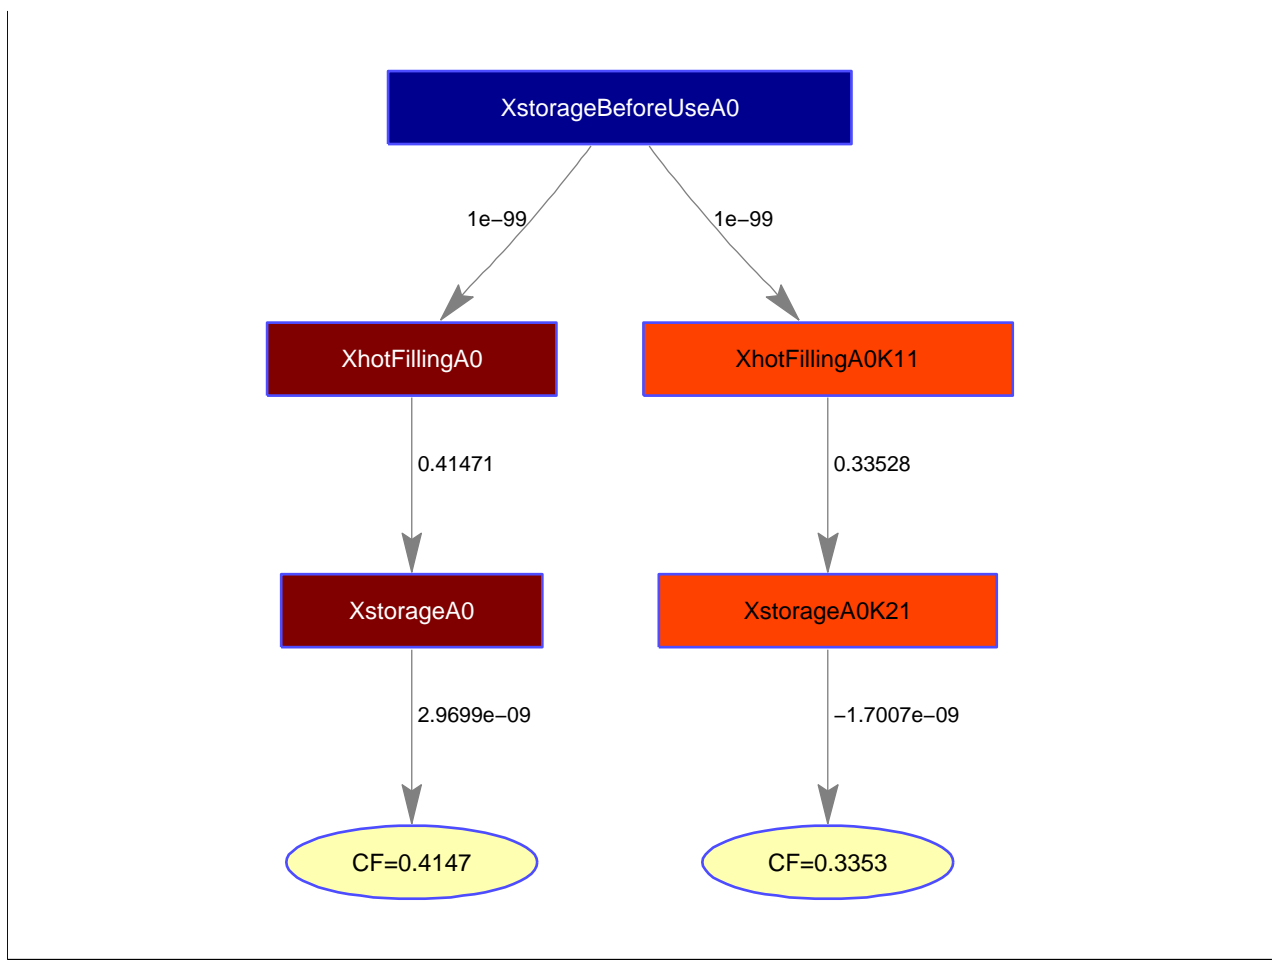 XstorageBeforeUseA0
1e−99
1e−99
XhotFillingA0
XhotFillingA0K11
0.41471
0.33528
XstorageA0
XstorageA0K21
2.9699e−09
−1.7007e−09
CF=0.4147
CF=0.3353